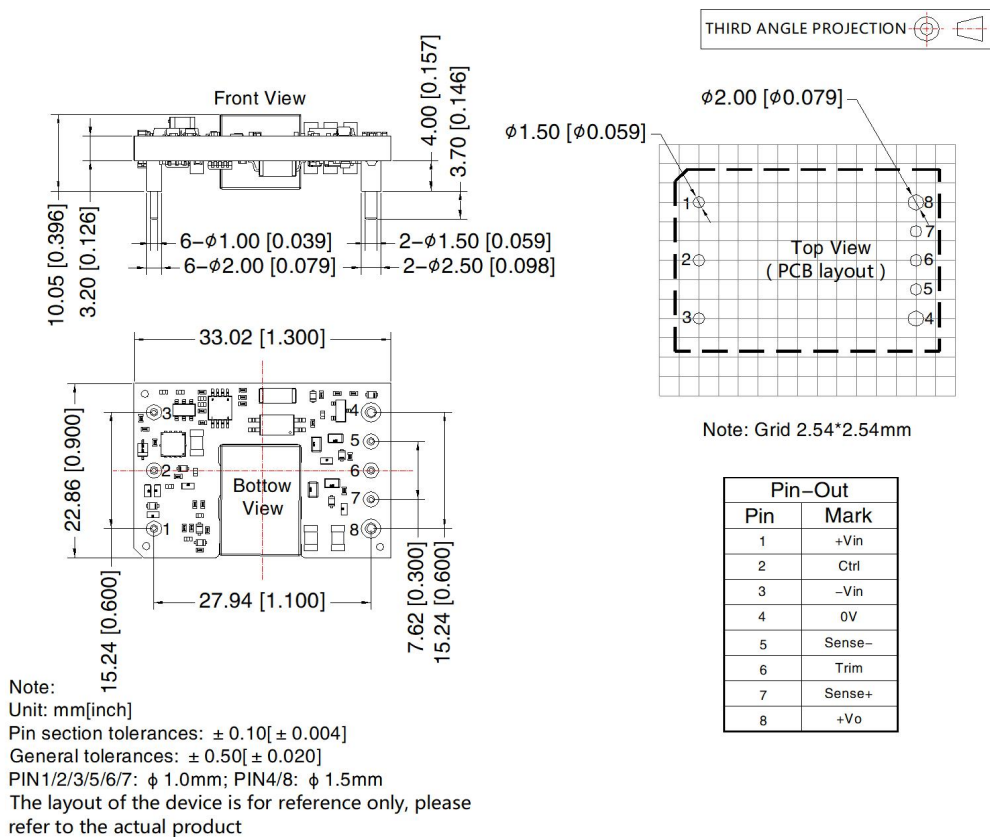 THIRD ANGLE PROJECTION
Front View
4.00 [0.157]
3.70 [0.146]
10.05 [0.396]
3.20 [0.126]
6-φ1.00 [0.039]
2-φ1.50 [0.059]
6-φ2.00 [0.079]
2-φ2.50 [0.098]
φ2.00 [φ0.079]
φ1.50 [φ0.059]
1
8
7
2
6
5
3
4
Top View
( PCB layout )
Note: Grid 2.54*2.54mm
33.02 [1.300]
22.86 [0.900]
3
4
5
2
6
7
1
8
Bottow
View
15.24 [0.600]
27.94 [1.100]
7.62 [0.300]
15.24 [0.600]
Pin-Out
Pin Mark
1 +Vin
2 Ctrl
3 -Vin
4 0V
5 Sense-
6 Trim
7 Sense+
8 +Vo
Note:
Unit: mm[inch]
Pin section tolerances: ± 0.10[ ± 0.004]
General tolerances: ± 0.50[ ± 0.020]
PIN1/2/3/5/6/7: ϕ 1.0mm; PIN4/8: ϕ 1.5mm
The layout of the device is for reference only, please
refer to the actual product